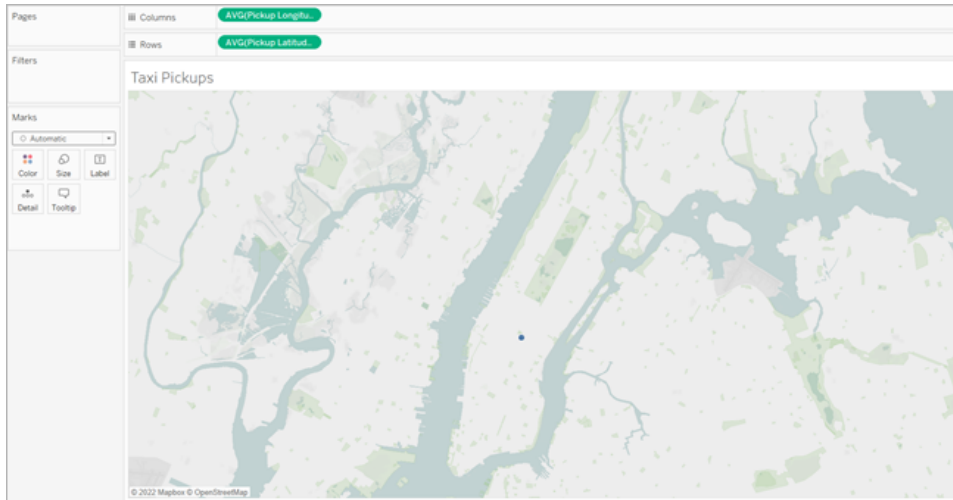 Pages
Columns
AVG(Pickup Longitu..
Rows
AVG(Pickup Latitud..
Filters
Taxi Pickups
Marks
Automatic
Color
Size
Label
Detail
Tooltip
© 2022 Mapbox © OpenStreetMap